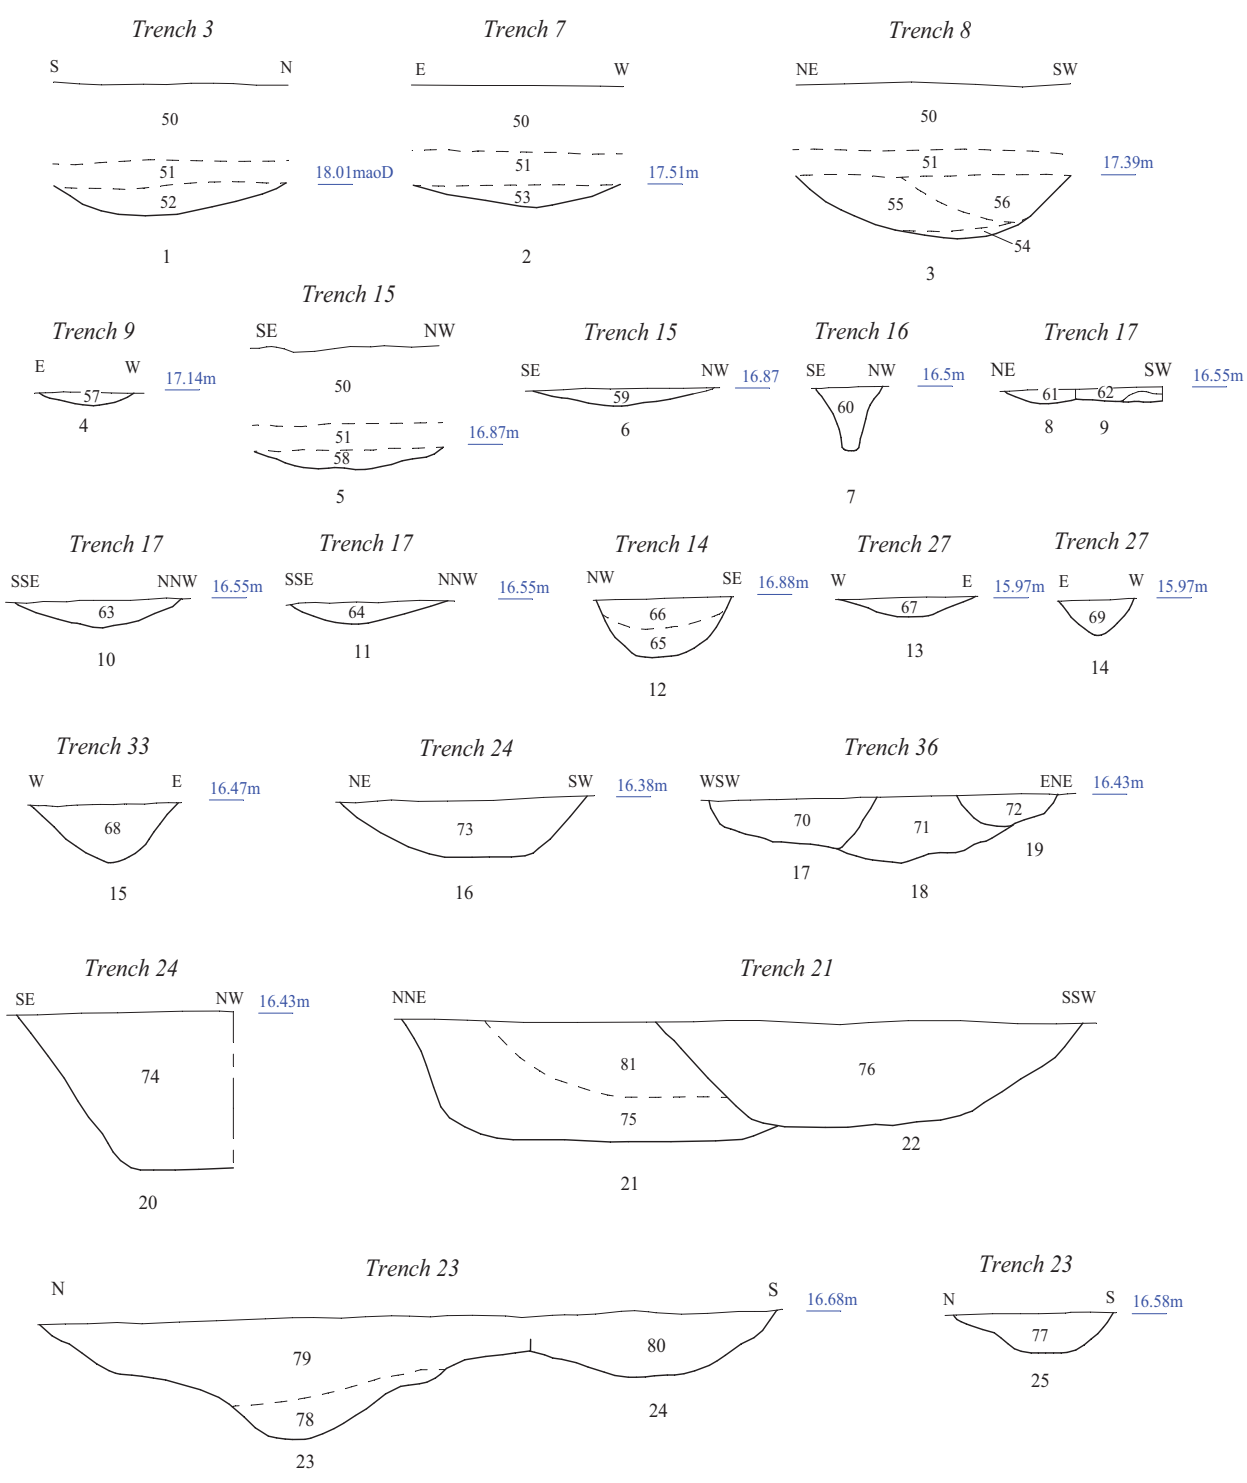 Trench 3 Trench 7 Trench 8
S N E W NE SW
50 50 50
51 18.01maoD 51 17.51m 51 17.39m
52 53 55 56
54
1 2 3
Trench 15
Trench 9 SE NW Trench 15 Trench 16 Trench 17
E W 17.14m SE NW 16.87 SE NW 16.5m NE SW 16.55m
57 50 59 60 61 62
4 6 8 9
51 16.87m
58
5 7
Trench 17 Trench 17 Trench 14 Trench 27 Trench 27
SSE NNW 16.55m SSE NNW 16.55m NW SE 16.88m W E 15.97m E W 15.97m
63 64 66 67 69
65
10 11 12 13 14
Trench 33 Trench 24 Trench 36
W E 16.47m NE SW 16.38m WSW ENE 16.43m
68 73 70 71 72
15 16 17 18 19
Trench 24 Trench 21
SE NW 16.43m NNE SSW
74 81 76
75
20 21 22
Trench 23 Trench 23
N S 16.68m N S 16.58m
79 80 77
78
23 24 25